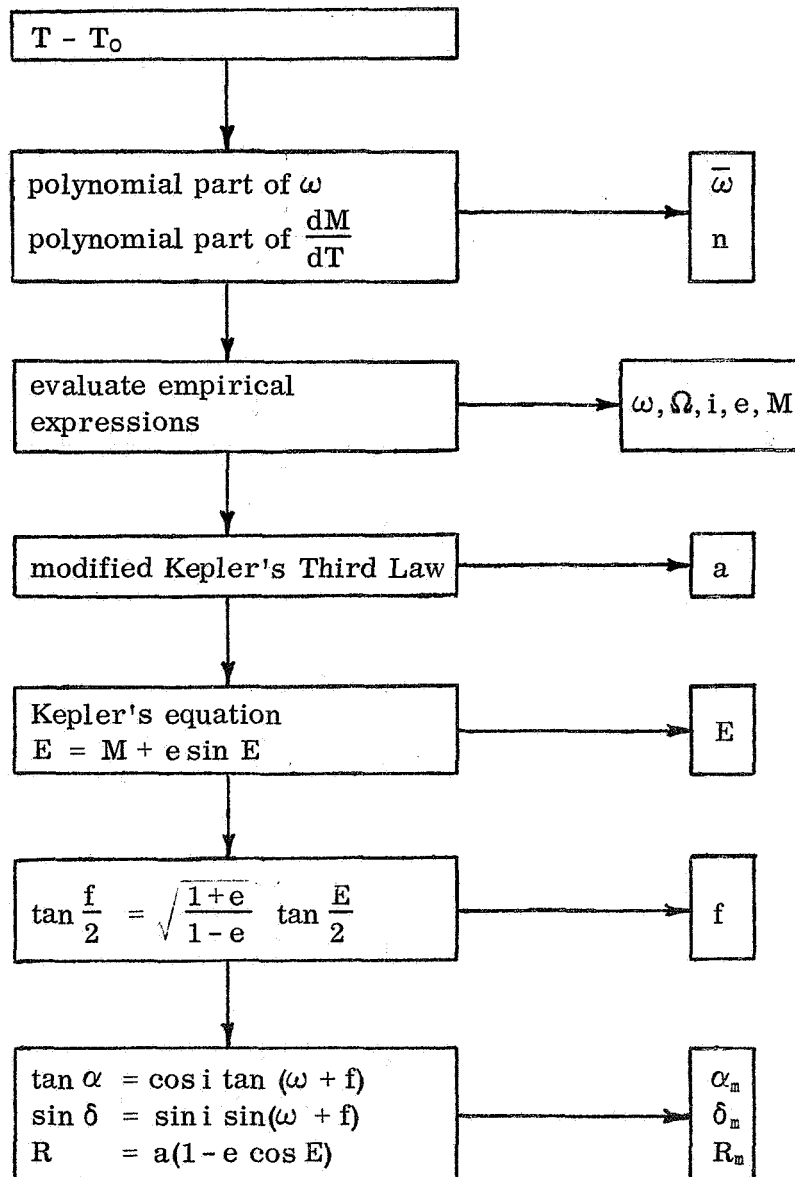 T - T₀
polynomial part of ω
polynomial part of dM/dT
ω̅
n
evaluate empirical
expressions
ω, Ω, i, e, M
modified Kepler's Third Law
a
Kepler's equation
E = M + e sin E
E
tan f/2 = √((1+e)/(1-e)) tan E/2
f
tan α = cos i tan (ω + f)
sin δ = sin i sin(ω + f)
R = a(1 - e cos E)
αₘ
δₘ
Rₘ